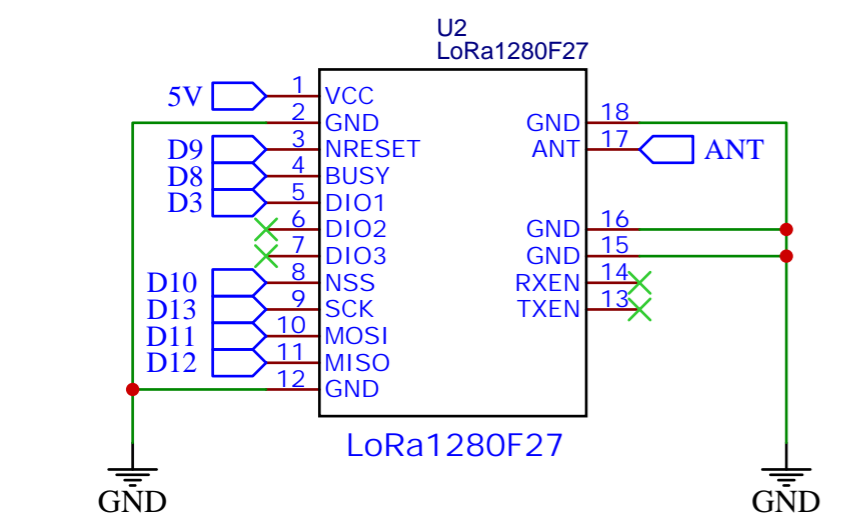 U2
LoRa1280F27
5V 1 VCC
2 GND GND 18
D9 3 NRESET ANT 17 ANT
D8 4 BUSY
D3 5 DIO1
6 DIO2 GND 16
7 DIO3 GND 15
D10 8 NSS RXEN 14
D13 9 SCK TXEN 13
D11 10 MOSI
D12 11 MISO
12 GND
LoRa1280F27
GND GND